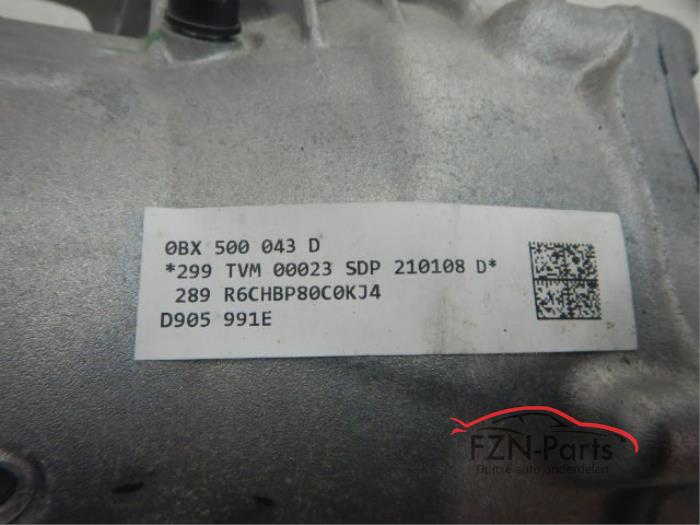 0BX 500 043 D
*299 TVM 00023 SDP 210108 D*
289 R6CHBP80C0KJ4
D905 991E
FZN-Parts
Duitse auto onderdelen